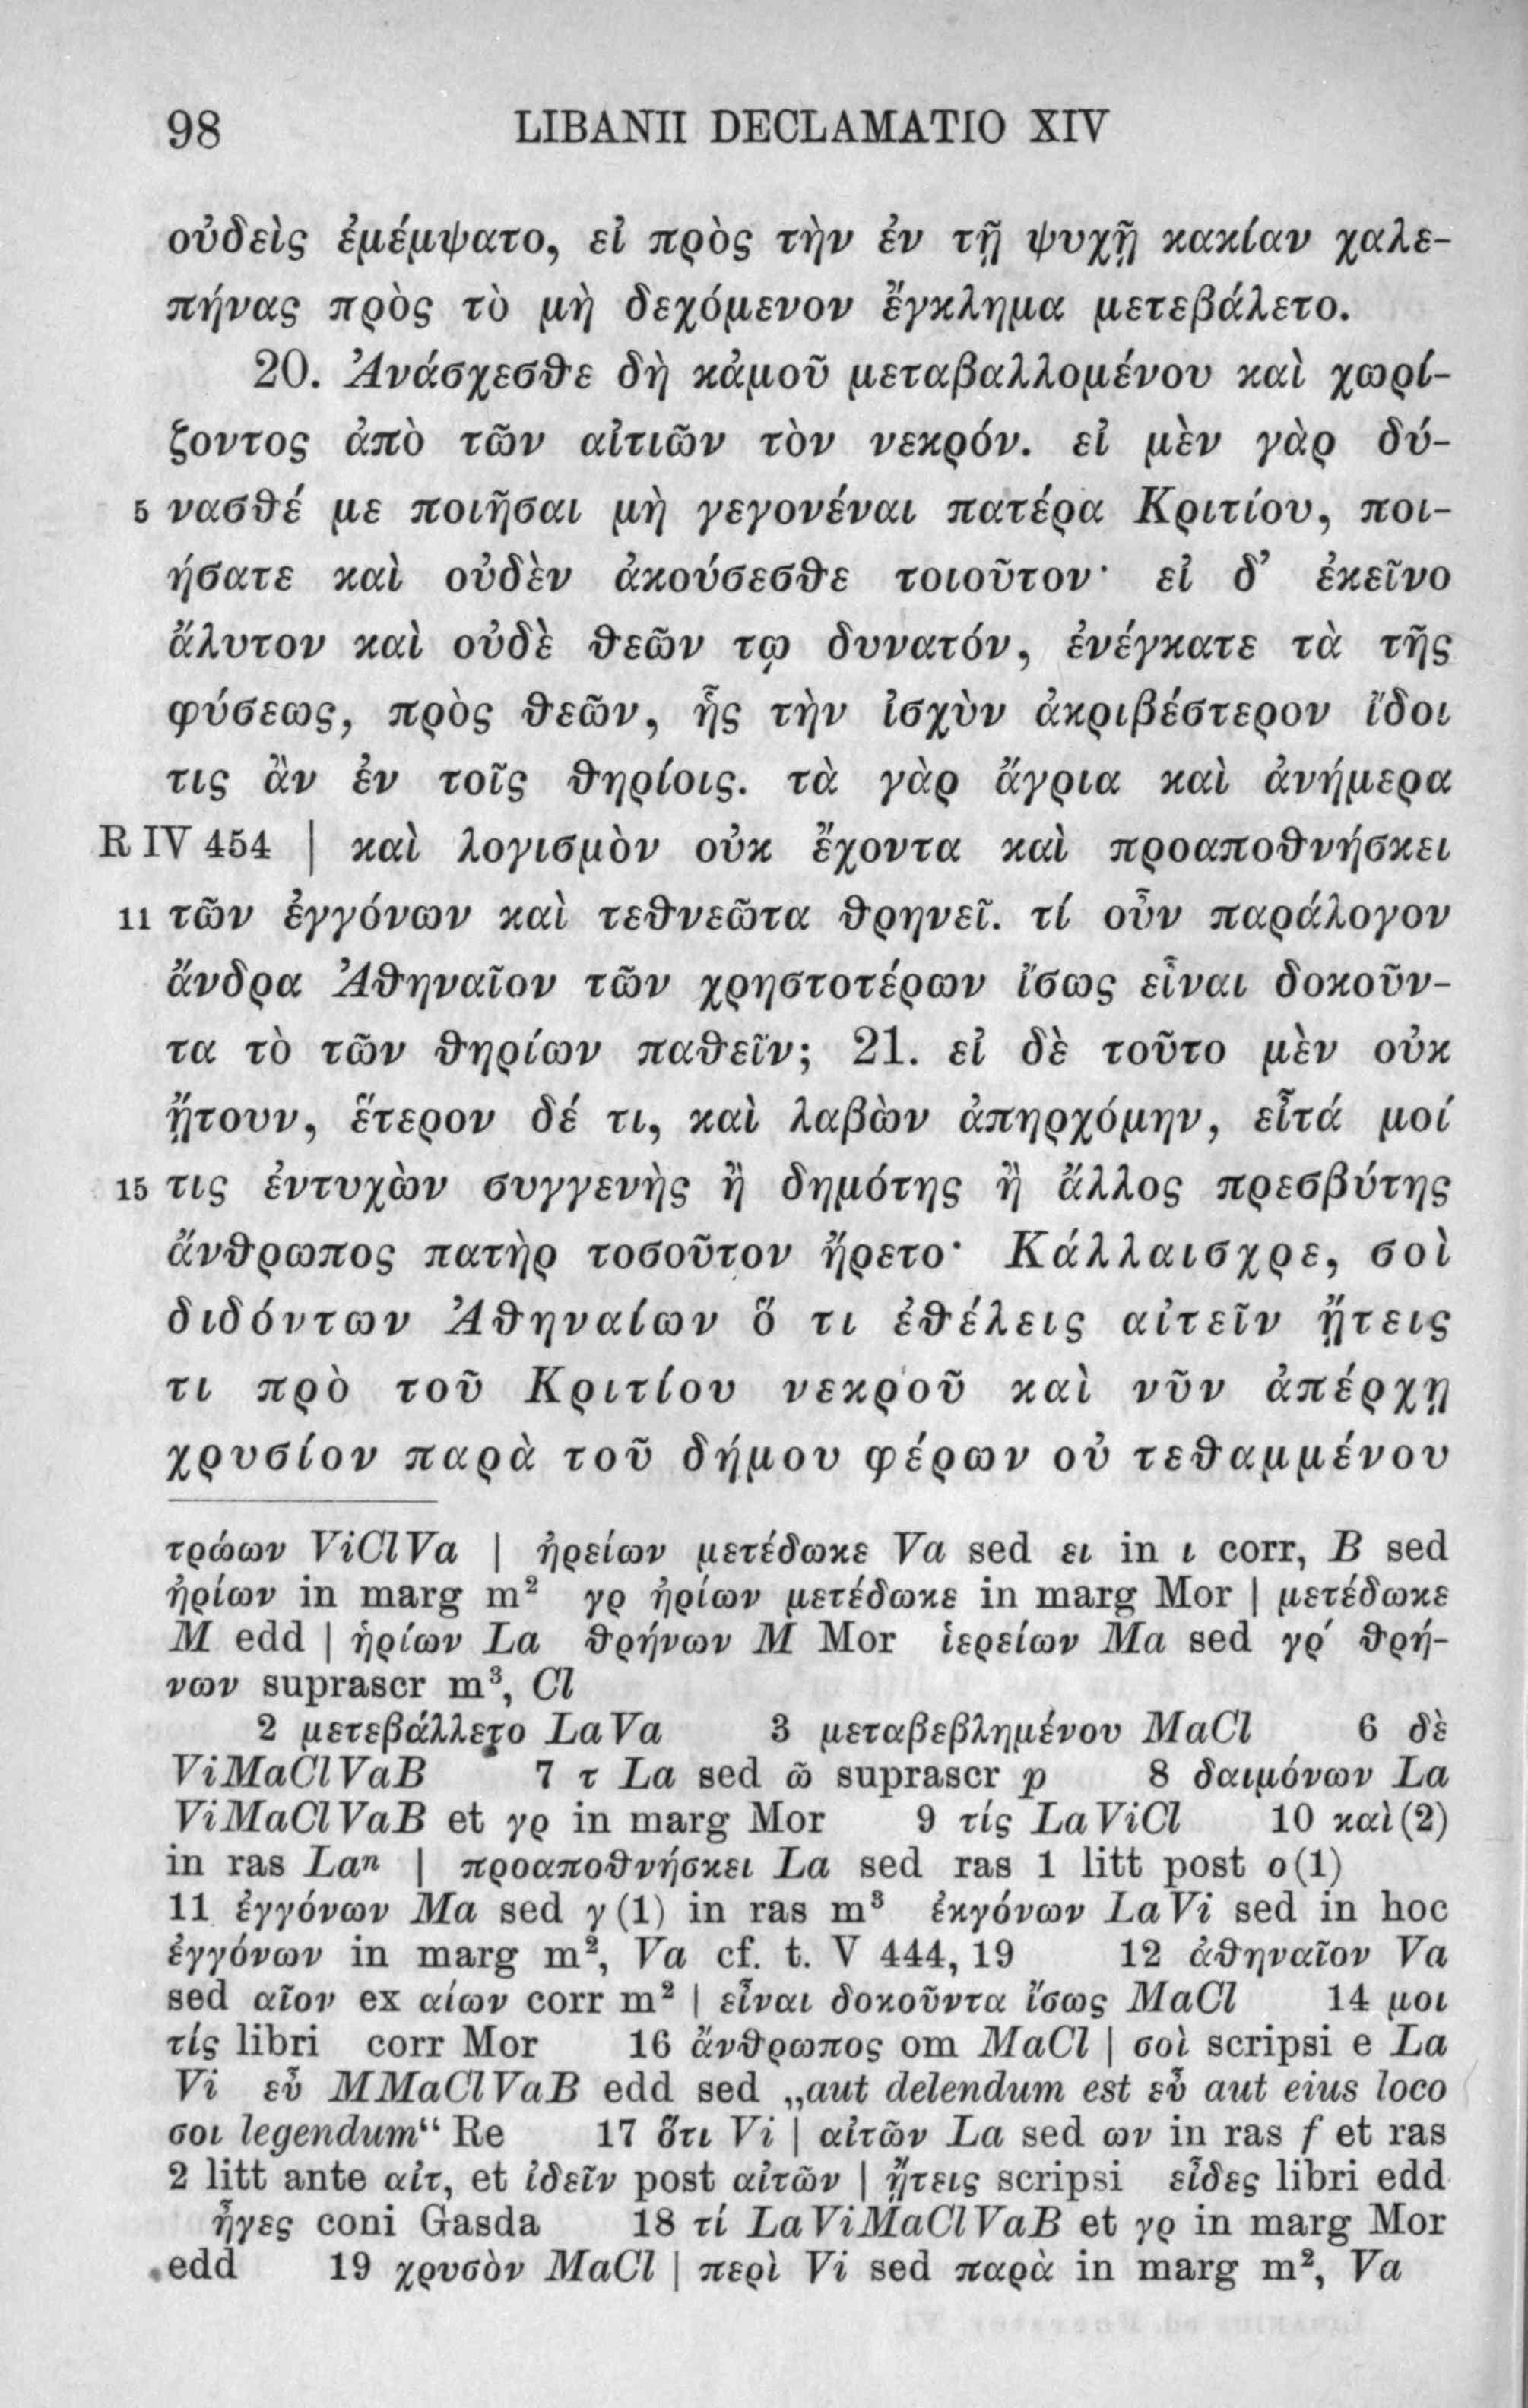 98 LIBANII DECLAMATIO XIV
οὐδεὶς ἐμέμψατο, εἰ πρὸς τὴν ἐν τῇ ψυχῇ κακίαν χαλε-
πήνας πρὸς τὸ μὴ δεχόμενον ἔγκλημα μετεβάλετο.
20. Ἀνάσχεσθε δὴ κἀμοῦ μεταβαλλομένου καὶ χωρί-
ζοντος ἀπὸ τῶν αἰτιῶν τὸν νεκρόν. εἰ μὲν γὰρ δύ-
5 νασθέ με ποιῆσαι μὴ γεγονέναι πατέρα Κριτίου, ποι-
ήσατε καὶ οὐδὲν ἀκούσεσθε τοιοῦτον· εἰ δ’ ἐκεῖνο
ἄλυτον καὶ οὐδὲ θεῶν τῳ δυνατόν, ἐνέγκατε τὰ τῆς
φύσεως, πρὸς θεῶν, ἧς τὴν ἰσχὺν ἀκριβέστερον ἴδοι
τις ἂν ἐν τοῖς θηρίοις. τὰ γὰρ ἄγρια καὶ ἀνήμερα
R IV 454 | καὶ λογισμὸν οὐκ ἔχοντα καὶ προαποθνήσκει
11 τῶν ἐγγόνων καὶ τεθνεῶτα θρηνεῖ. τί οὖν παράλογον
ἄνδρα Ἀθηναῖον τῶν χρηστοτέρων ἴσως εἶναι δοκοῦν-
τα τὸ τῶν θηρίων παθεῖν; 21. εἰ δὲ τοῦτο μὲν οὐκ
ᾔτουν, ἕτερον δέ τι, καὶ λαβὼν ἀπηρχόμην, εἶτά μοί
15 τις ἐντυχὼν συγγενὴς ἢ δημότης ἢ ἄλλος πρεσβύτης
ἄνθρωπος πατὴρ τοσοῦτον ἤρετο· Κάλλαισχρε, σοὶ
διδόντων Ἀθηναίων ὅ τι ἐθέλεις αἰτεῖν ᾔτεις
τι πρὸ τοῦ Κριτίου νεκροῦ καὶ νῦν ἀπέρχῃ
χρυσίον παρὰ τοῦ δήμου φέρων οὐ τεθαμμένου
τρώων ViClVa | ἠρείων μετέδωκε Va sed ει in ι corr, B sed
ἠρίων in marg m² γρ ἠρίων μετέδωκε in marg Mor | μετέδωκε
M edd | ἠρίων La θρήνων M Mor ἱερείων Ma sed γρ´ θρή-
νων suprascr m³, Cl
2 μετεβάλλετο LaVa 3 μεταβεβλημένου MaCl 6 δὲ
ViMaClVaB 7 τ La sed ῶ suprascr p 8 δαιμόνων La
ViMaClVaB et γρ in marg Mor 9 τίς LaViCl 10 καὶ(2)
in ras Laⁿ | προαποθνήσκει La sed ras 1 litt post ο(1)
11 ἐγγόνων Ma sed γ(1) in ras m³ ἐκγόνων LaVi sed in hoc
ἐγγόνων in marg m², Va cf. t. V 444, 19 12 ἀθηναῖον Va
sed αῖον ex αίων corr m² | εἶναι δοκοῦντα ἴσως MaCl 14 μοι
τίς libri corr Mor 16 ἄνθρωπος om MaCl | σοὶ scripsi e La
Vi εὖ MMaClVaB edd sed „aut delendum est εὖ aut eius loco
σοι legendum“ Re 17 ὅτι Vi | αἰτῶν La sed ων in ras f et ras
2 litt ante αἰτ, et ἰδεῖν post αἰτῶν | ᾔτεις scripsi εἶδες libri edd
ἦγες coni Gasda 18 τί LaViMaClVaB et γρ in marg Mor
edd 19 χρυσὸν MaCl | περὶ Vi sed παρὰ in marg m², Va